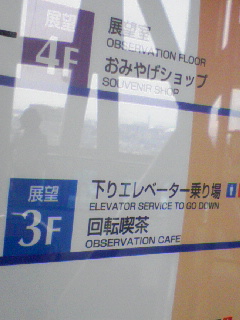 展望
4F
展望室
OBSERVATION FLOOR
おみやげショップ
SOUVENIR SHOP
展望
3F
下りエレベーター乗り場
ELEVATOR SERVICE TO GO DOWN
回転喫茶
OBSERVATION CAFE